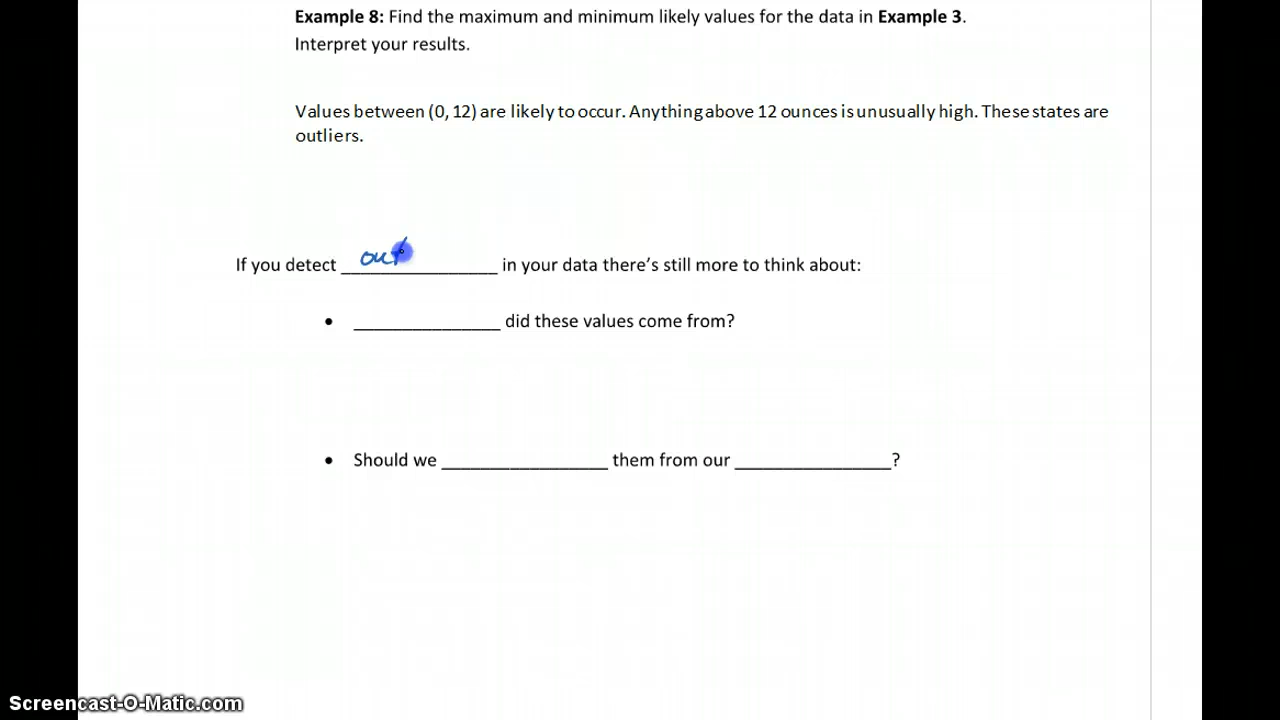 Example 8: Find the maximum and minimum likely values for the data in Example 3.
Interpret your results.
Values between (0, 12) are likely to occur. Anything above 12 ounces is unusually high. These states are
outliers.
If you detect out________________ in your data there's still more to think about:
• _______________ did these values come from?
• Should we _________________ them from our ________________?
Screencast-O-Matic.com